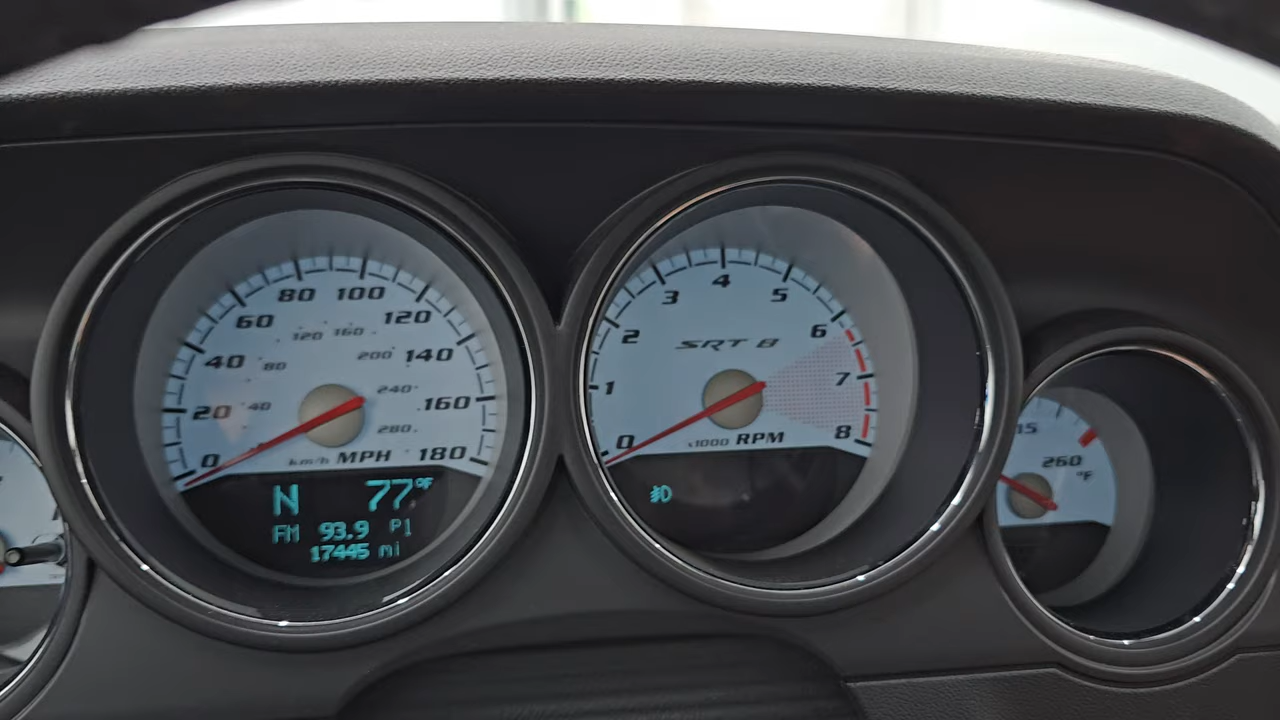 0 20 40 60 80 100 120 140 160 180
40 80 120 160 200 240 280
km/h MPH
N 77°F
FM 93.9 P1
17445 mi
0 1 2 3 4 5 6 7 8
SRT 8
x1000 RPM
15
260 °F